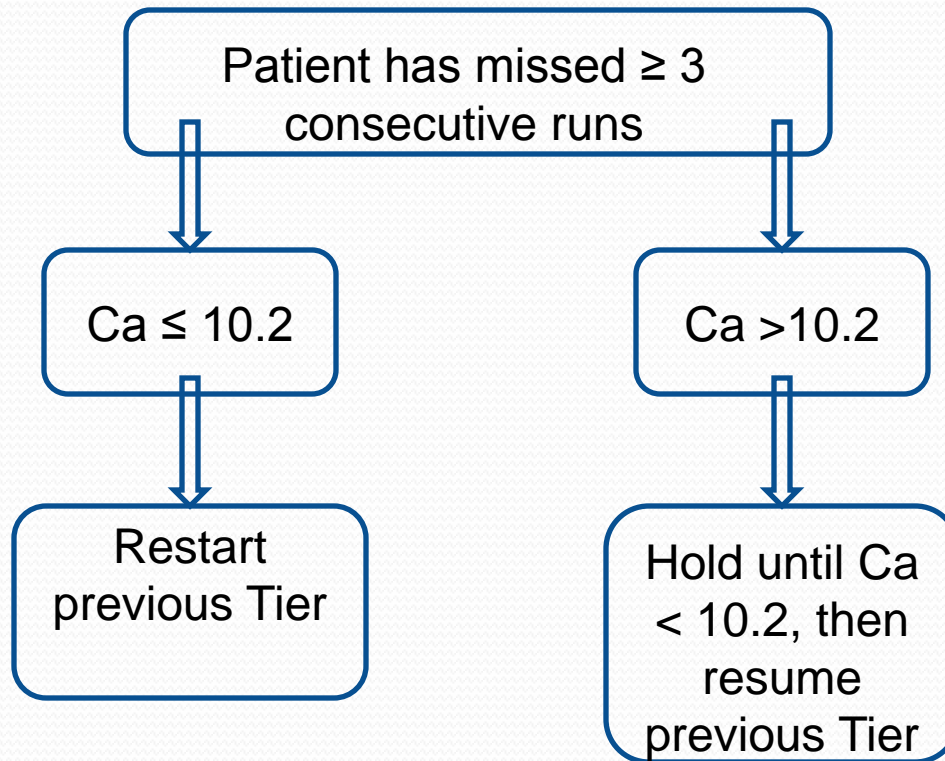 Patient has missed ≥ 3
consecutive runs
Ca ≤ 10.2
Ca >10.2
Restart
previous Tier
Hold until Ca
< 10.2, then
resume
previous Tier